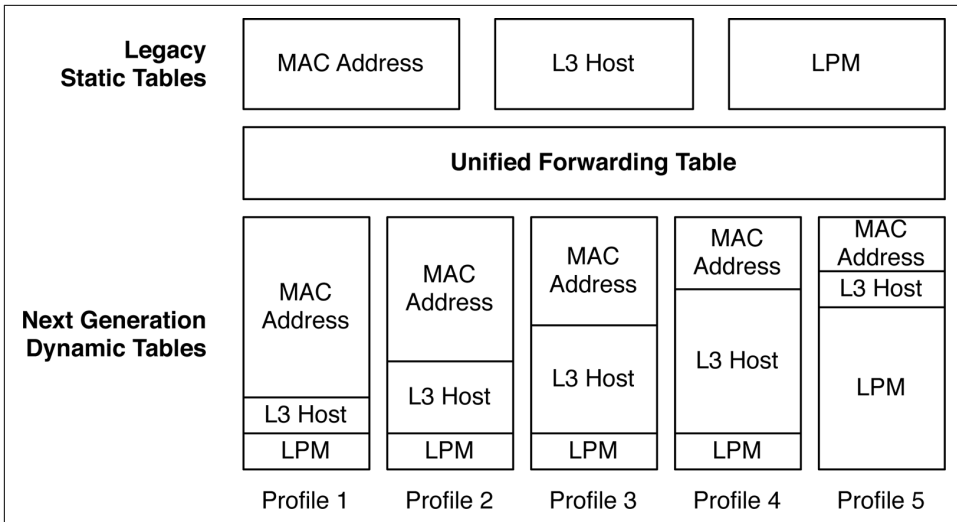 Legacy
Static Tables
MAC Address
L3 Host
LPM
Unified Forwarding Table
Next Generation
Dynamic Tables
MAC
Address
L3 Host
LPM
Profile 1
MAC
Address
L3 Host
LPM
Profile 2
MAC
Address
L3 Host
LPM
Profile 3
MAC
Address
L3 Host
LPM
Profile 4
MAC
Address
L3 Host
LPM
Profile 5